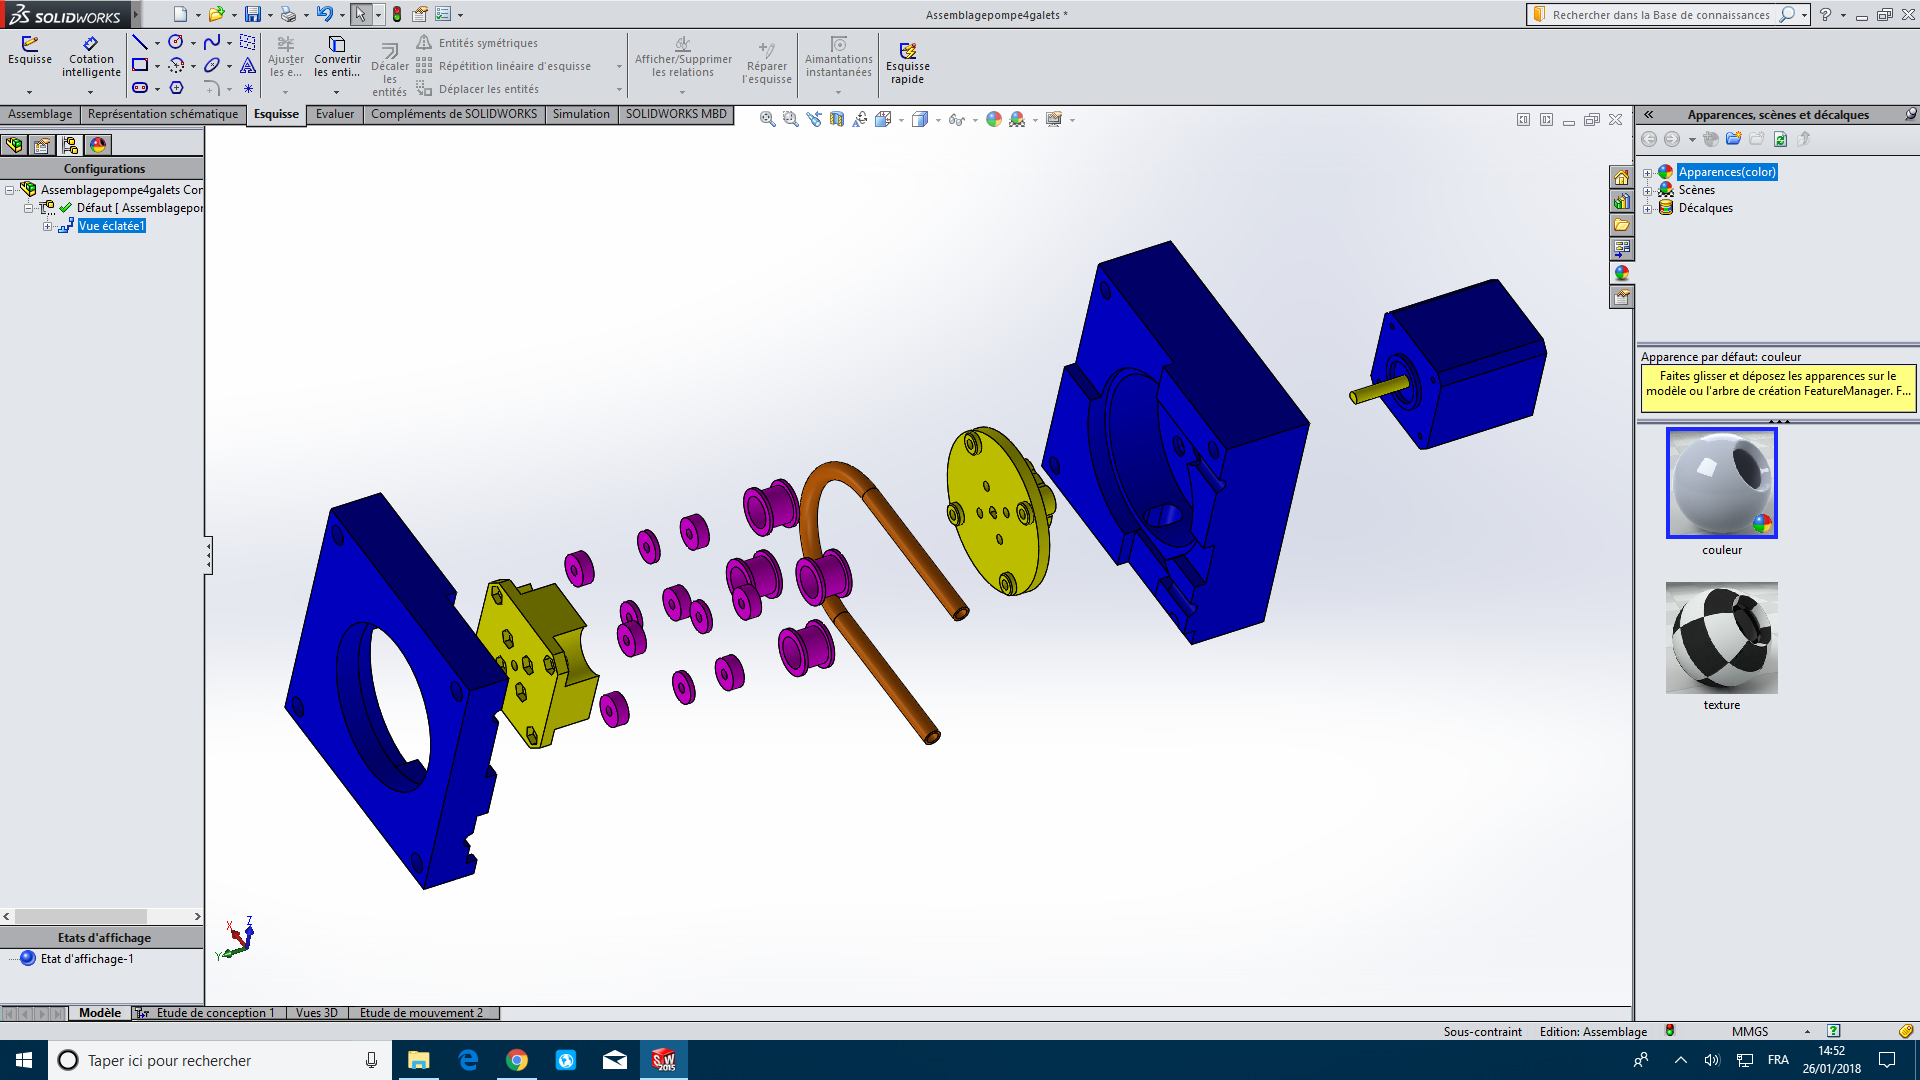 SOLIDWORKS
Assemblagepompe4galets *
Rechercher dans la Base de connaissances
Esquisse
Cotation
intelligente
Ajuster
les e...
Convertir
les enti...
Décaler
les
entités
Entités symétriques
Répétition linéaire d'esquisse
Déplacer les entités
Afficher/Supprimer
les relations
Réparer
l'esquisse
Aimantations
instantanées
Esquisse
rapide
Assemblage
Représentation schématique
Esquisse
Evaluer
Compléments de SOLIDWORKS
Simulation
SOLIDWORKS MBD
Configurations
Assemblagepompe4galets Con
Défaut [ Assemblagepor
Vue éclatée1
Apparences, scènes et décalques
Apparences(color)
Scènes
Décalques
Apparence par défaut: couleur
Faites glisser et déposez les apparences sur le
modèle ou l'arbre de création FeatureManager. F...
couleur
texture
X
Z
Y
Etats d'affichage
Etat d'affichage-1
Modèle
Etude de conception 1
Vues 3D
Etude de mouvement 2
Sous-contraint
Edition: Assemblage
MMGS
Taper ici pour rechercher
SW
2015
FRA
14:52
26/01/2018